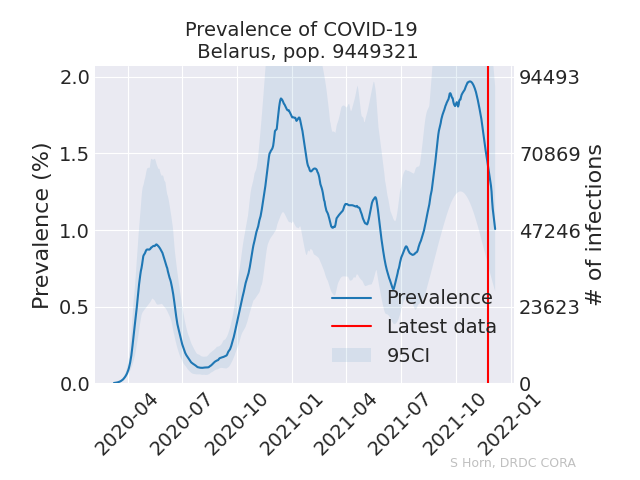 Prevalence of COVID-19
Belarus, pop. 9449321
Prevalence (%)
2.0
1.5
1.0
0.5
0.0
94493
70869
47246
23623
0
# of infections
Prevalence
Latest data
95CI
2020-04
2020-07
2020-10
2021-01
2021-04
2021-07
2021-10
2022-01
S Horn, DRDC CORA